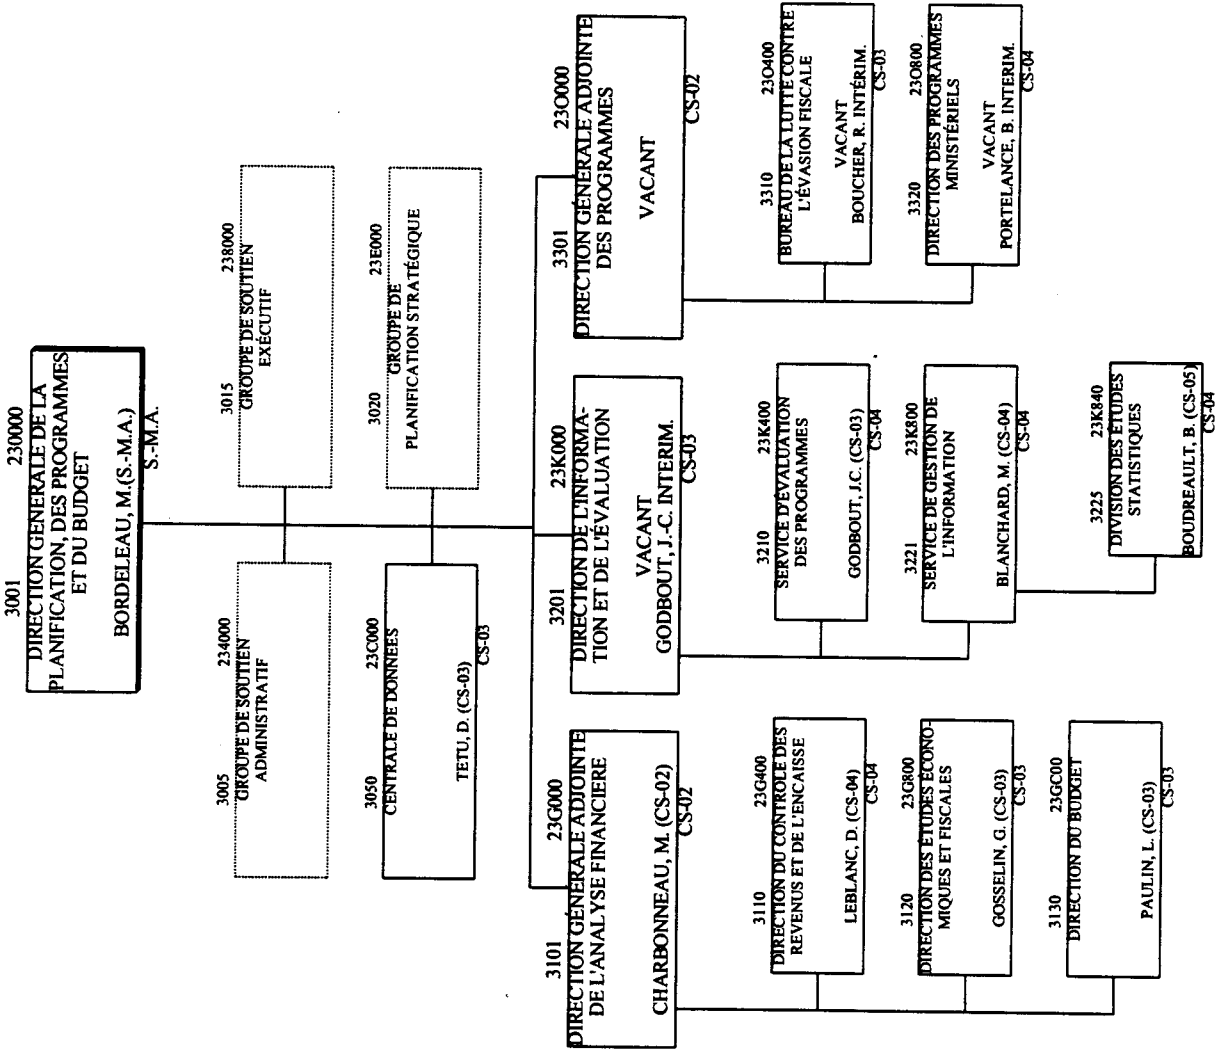 3001 230000
DIRECTION GENERALE DE LA
PLANIFICATION, DES PROGRAMMES
ET DU BUDGET
BORDELEAU, M.(S.-M.A.)
S.-M.A.
3005 234000
GROUPE DE SOUTIEN
ADMINISTRATIF
3015 238000
GROUPE DE SOUTIEN
EXÉCUTIF
3050 23C000
CENTRALE DE DONNEES
TETU, D. (CS-03)
CS-03
3020 23E000
GROUPE DE
PLANIFICATION STRATÉGIQUE
3101 23G000
DIRECTION GÉNÉRALE ADJOINTE
DE L'ANALYSE FINANCIERE
CHARBONNEAU, M. (CS-02)
CS-02
3110 23G400
DIRECTION DU CONTROLE DES
REVENUS ET DE L'ENCAISSE
LEBLANC, D. (CS-04)
CS-04
3120 23G800
DIRECTION DES ÉTUDES ÉCONO-
MIQUES ET FISCALES
GOSSELIN, G. (CS-03)
CS-03
3130 23GC00
DIRECTION DU BUDGET
PAULIN, L. (CS-03)
CS-03
3201 23K000
DIRECTION DE L'INFORMA-
TION ET DE L'ÉVALUATION
VACANT
GODBOUT, J.-C. INTERIM.
CS-03
3210 23K400
SERVICE D'ÉVALUATION
DES PROGRAMMES
GODBOUT, J.C. (CS-03)
CS-04
3221 23K800
SERVICE DE GESTION DE
L'INFORMATION
BLANCHARD, M. (CS-04)
CS-04
3225 23K840
DIVISION DES ÉTUDES
STATISTIQUES
BOUDREAULT, B. (CS-05)
CS-04
3301 23O000
DIRECTION GÉNÉRALE ADJOINTE
DES PROGRAMMES
VACANT
CS-02
3310 23O400
BUREAU DE LA LUTTE CONTRE
L'ÉVASION FISCALE
VACANT
BOUCHER, R. INTÉRIM.
CS-03
3320 23O800
DIRECTION DES PROGRAMMES
MINISTÉRIELS
VACANT
PORTELANCE, B. INTERIM.
CS-04